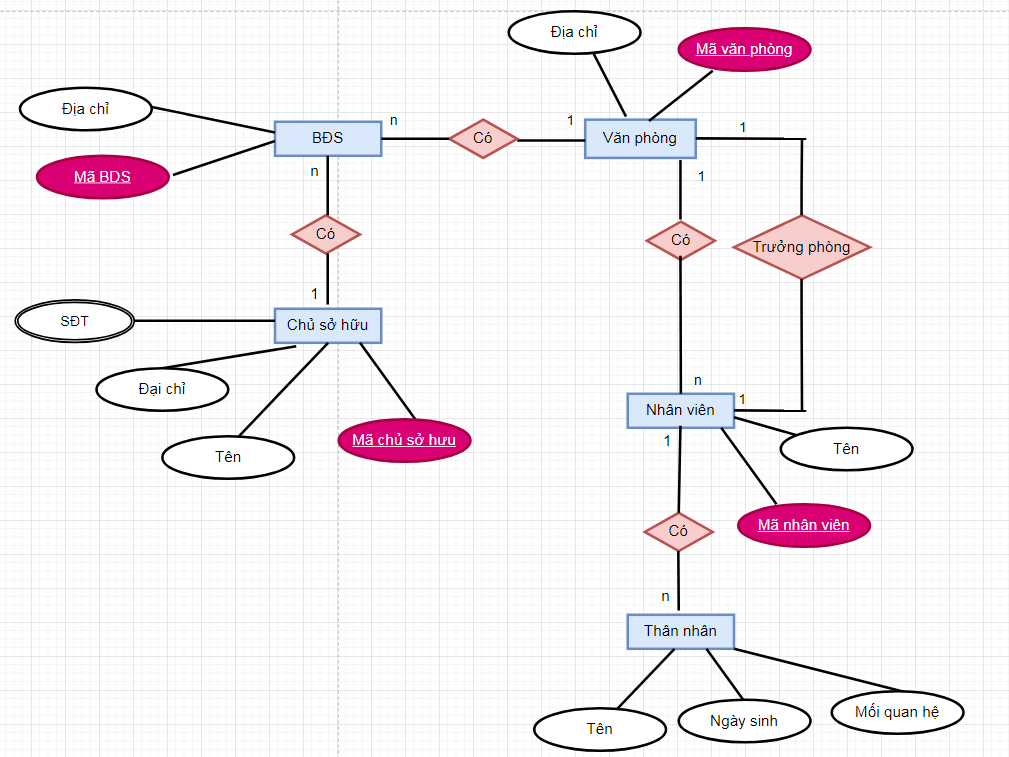 Địa chỉ
Mã văn phòng
Địa chỉ
n
1
1
BĐS
Có
Văn phòng
Mã BDS
n
1
Có
Có
Trưởng phòng
1
SĐT
Chủ sở hữu
Đại chỉ
n
1
Nhân viên
Mã chủ sở hưu
1
Tên
Tên
Mã nhân viên
Có
n
Thân nhân
Tên
Ngày sinh
Mối quan hệ